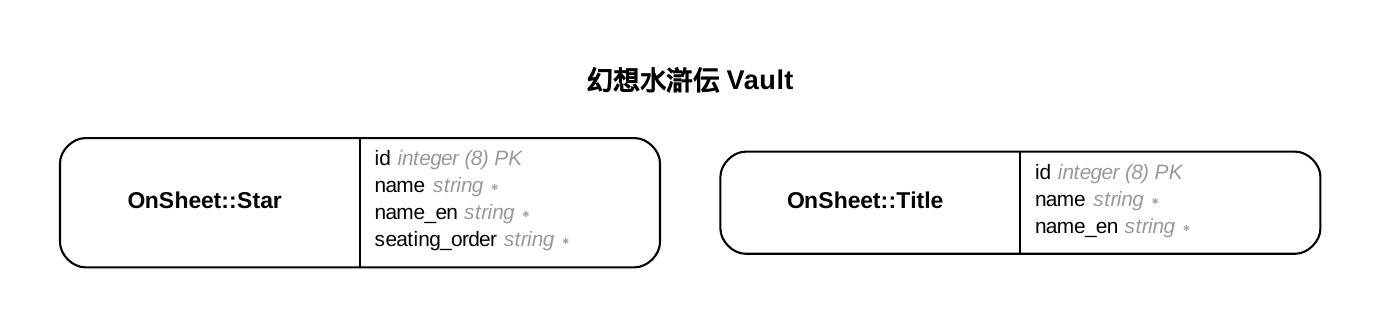 幻想水滸伝 Vault
OnSheet::Star
id integer (8) PK
name string *
name_en string *
seating_order string *
OnSheet::Title
id integer (8) PK
name string *
name_en string *